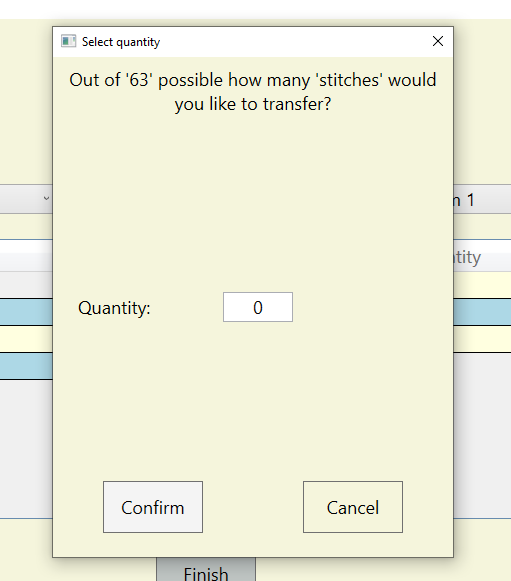 Select quantity
Out of '63' possible how many 'stitches' would
you like to transfer?
1
Quantity:
0
Confirm
Cancel
Finish